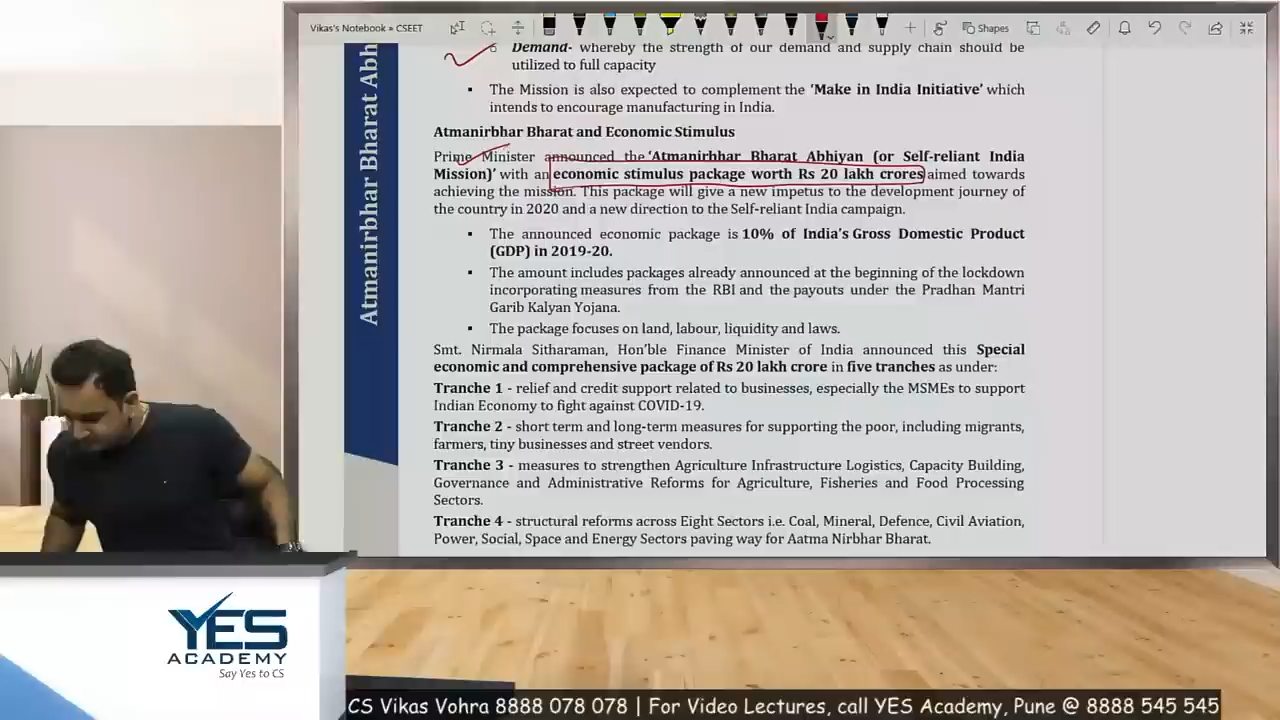 Vikas's Notebook » CSEET
Shapes
Demand- whereby the strength of our demand and supply chain should be
utilized to full capacity
▪ The Mission is also expected to complement the 'Make in India Initiative' which
intends to encourage manufacturing in India.
Atmanirbhar Bharat and Economic Stimulus
Prime Minister announced the 'Atmanirbhar Bharat Abhiyan (or Self-reliant India
Mission)' with an economic stimulus package worth Rs 20 lakh crores aimed towards
achieving the mission. This package will give a new impetus to the development journey of
the country in 2020 and a new direction to the Self-reliant India campaign.
▪ The announced economic package is 10% of India's Gross Domestic Product
(GDP) in 2019-20.
▪ The amount includes packages already announced at the beginning of the lockdown
incorporating measures from the RBI and the payouts under the Pradhan Mantri
Garib Kalyan Yojana.
▪ The package focuses on land, labour, liquidity and laws.
Smt. Nirmala Sitharaman, Hon'ble Finance Minister of India announced this Special
economic and comprehensive package of Rs 20 lakh crore in five tranches as under:
Tranche 1 - relief and credit support related to businesses, especially the MSMEs to support
Indian Economy to fight against COVID-19.
Tranche 2 - short term and long-term measures for supporting the poor, including migrants,
farmers, tiny businesses and street vendors.
Tranche 3 - measures to strengthen Agriculture Infrastructure Logistics, Capacity Building,
Governance and Administrative Reforms for Agriculture, Fisheries and Food Processing
Sectors.
Tranche 4 - structural reforms across Eight Sectors i.e. Coal, Mineral, Defence, Civil Aviation,
Power, Social, Space and Energy Sectors paving way for Aatma Nirbhar Bharat.
Atmanirbhar Bharat Abh
YES
ACADEMY
Say Yes to CS
CS Vikas Vohra 8888 078 078 | For Video Lectures, call YES Academy, Pune @ 8888 545 545